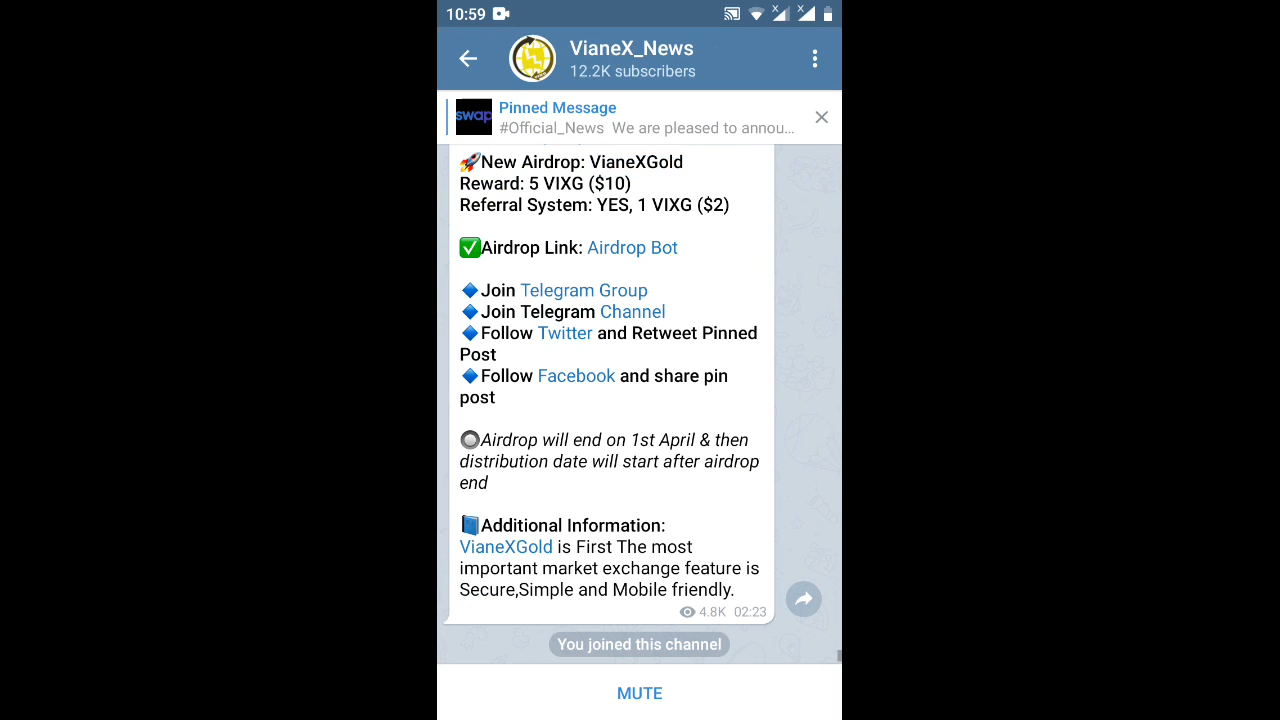 10:59
VianeX_News
12.2K subscribers
swap
Pinned Message
#Official_News We are pleased to annou...
🚀New Airdrop: VianeXGold
Reward: 5 VIXG ($10)
Referral System: YES, 1 VIXG ($2)
✅Airdrop Link: Airdrop Bot
🔹Join Telegram Group
🔹Join Telegram Channel
🔹Follow Twitter and Retweet Pinned
Post
🔹Follow Facebook and share pin
post
🔘Airdrop will end on 1st April & then
distribution date will start after airdrop
end
📘Additional Information:
VianeXGold is First The most
important market exchange feature is
Secure,Simple and Mobile friendly.
4.8K 02:23
You joined this channel
MUTE